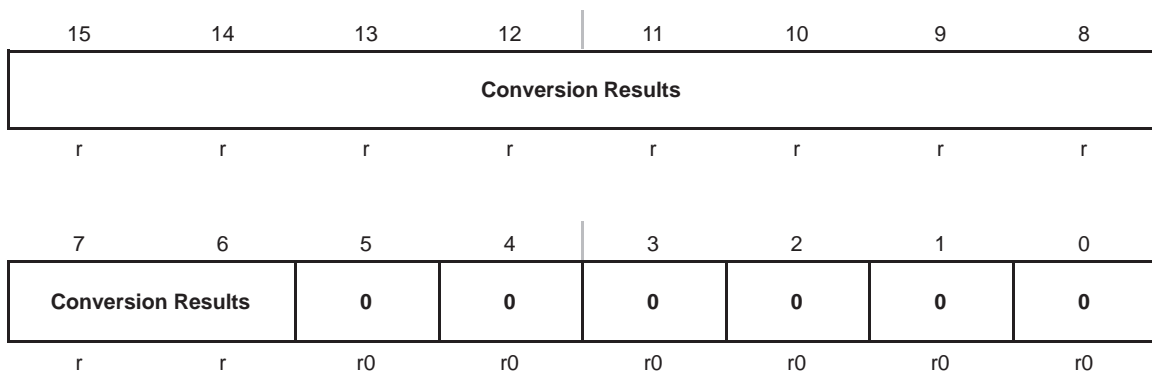 15 14 13 12 11 10 9 8
Conversion Results
r r r r r r r r
7 6 5 4 3 2 1 0
Conversion Results 0 0 0 0 0 0
r r r0 r0 r0 r0 r0 r0